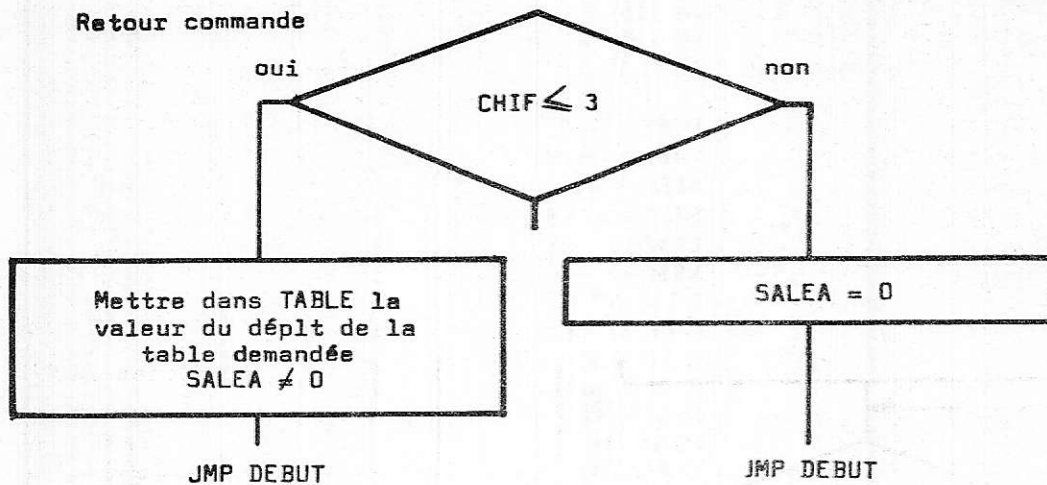 Retour commande
oui
non
CHIF ≤ 3
Mettre dans TABLE la
valeur du déplt de la
table demandée
SALEA ≠ 0
SALEA = 0
JMP DEBUT
JMP DEBUT